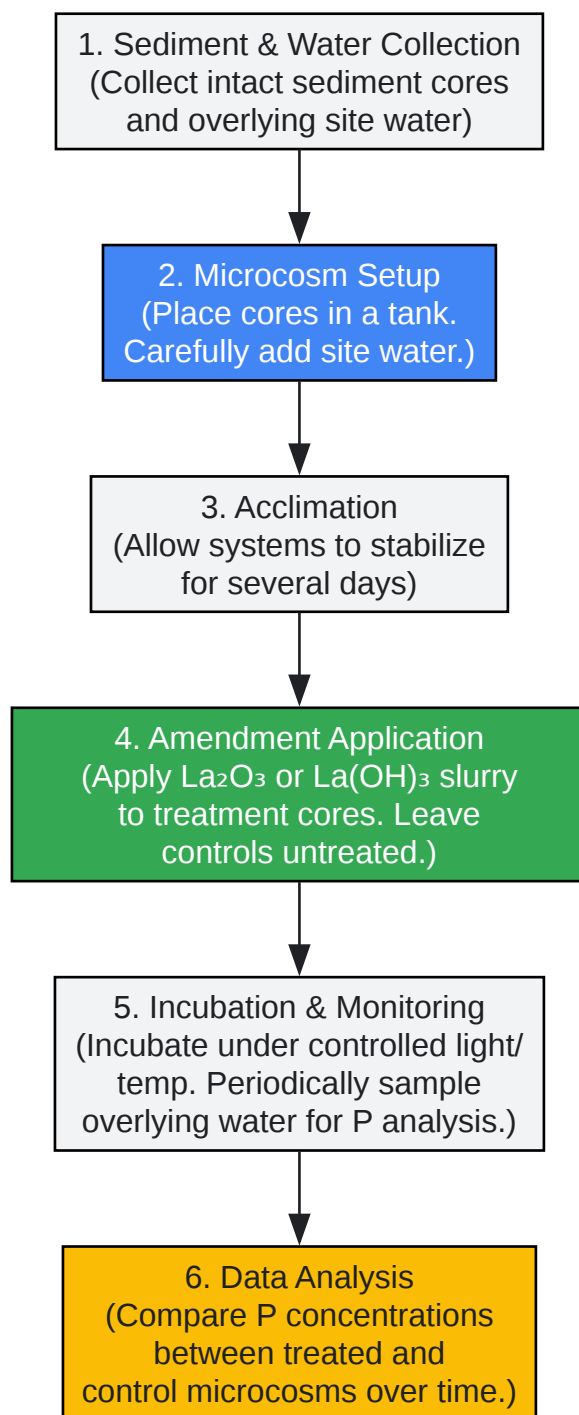 1. Sediment & Water Collection
(Collect intact sediment cores
and overlying site water)
2. Microcosm Setup
(Place cores in a tank.
Carefully add site water.)
3. Acclimation
(Allow systems to stabilize
for several days)
4. Amendment Application
(Apply La₂O₃ or La(OH)₃ slurry
to treatment cores. Leave
controls untreated.)
5. Incubation & Monitoring
(Incubate under controlled light/
temp. Periodically sample
overlying water for P analysis.)
6. Data Analysis
(Compare P concentrations
between treated and
control microcosms over time.)